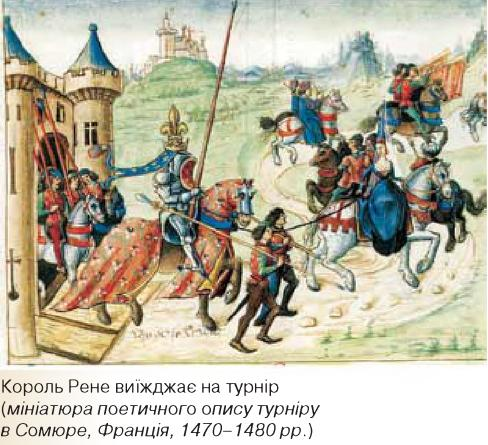 Король Рене виїжджає на турнір
(мініатюра поетичного опису турніру
в Сомюре, Франція, 1470–1480 рр.)